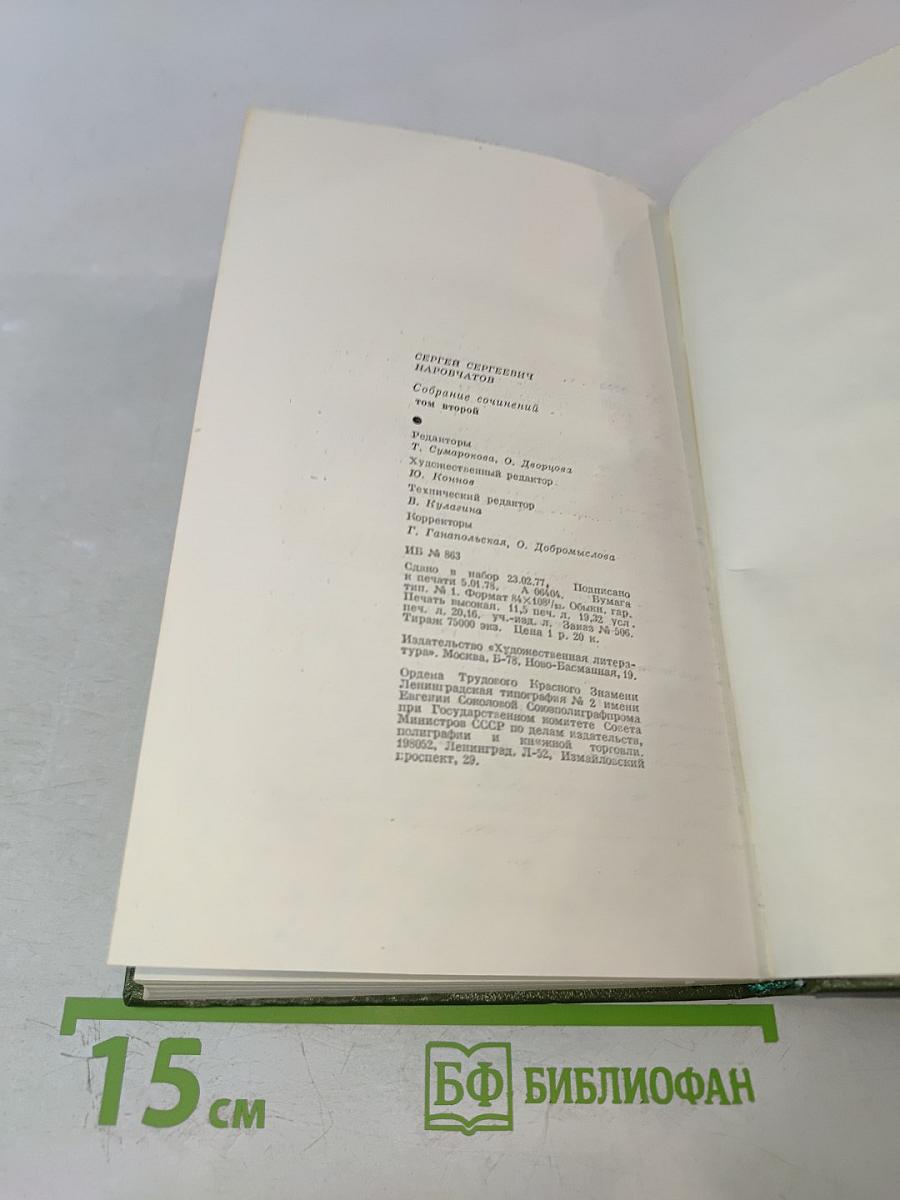 СЕРГЕЙ СЕРГЕЕВИЧ
НАРОВЧАТОВ
Собрание сочинений
том второй
Редакторы
Т. Сумарокова, О. Дворцова
Художественный редактор
Ю. Коннов
Технический редактор
В. Кулагина
Корректоры
Г. Ганапольская, О. Добромыслова
ИБ № 863
Сдано в набор 23.02.77. Подписано
к печати 5.01.78. А 06404. Бумага
тип. № 1. Формат 84×108¹/₃₂. Обыкн. гар.
Печать высокая. 11,5 печ. л. 19,32 усл.
печ. л. 20,16. уч.-изд. л. Заказ № 506.
Тираж 75000 экз. Цена 1 р. 20 к.
Издательство «Художественная литера-
тура». Москва, Б-78, Ново-Басманная, 19.
Ордена Трудового Красного Знамени
Ленинградская типография № 2 имени
Евгении Соколовой Союзполиграфпрома
при Государственном комитете Совета
Министров СССР по делам издательств,
полиграфии и книжной торговли.
198052, Ленинград, Л-52, Измайловский
проспект, 29.
15 см
БФ БИБЛИОФАН